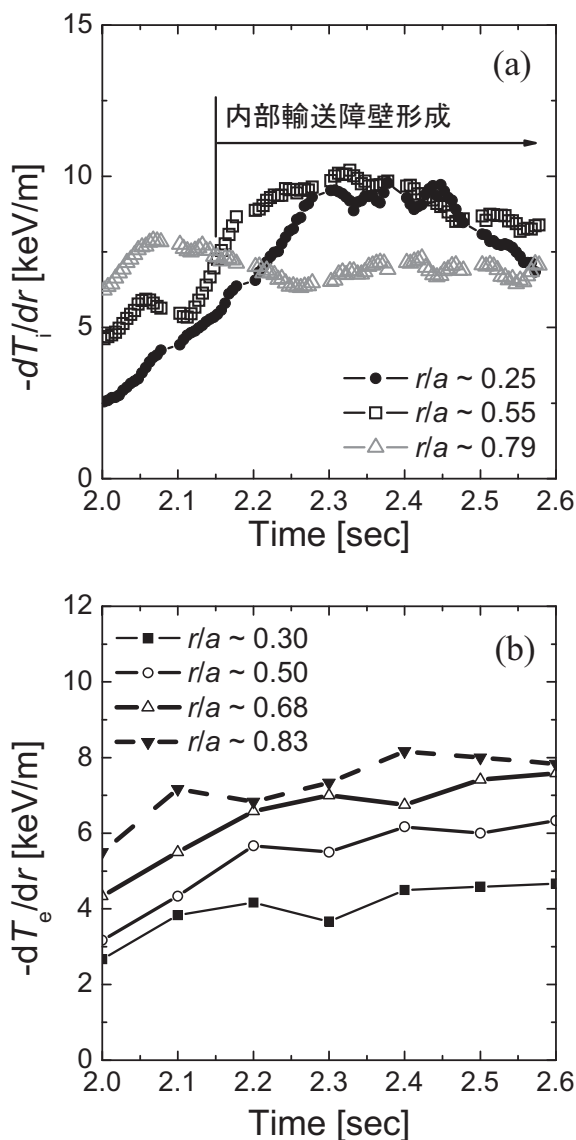 (a)
内部輸送障壁形成
-dT_i/dr [keV/m]
15
10
5
0
r/a ~ 0.25
r/a ~ 0.55
r/a ~ 0.79
2.0 2.1 2.2 2.3 2.4 2.5 2.6
Time [sec]
(b)
-dT_e/dr [keV/m]
12
10
8
6
4
2
0
r/a ~ 0.30
r/a ~ 0.50
r/a ~ 0.68
r/a ~ 0.83
2.0 2.1 2.2 2.3 2.4 2.5 2.6
Time [sec]